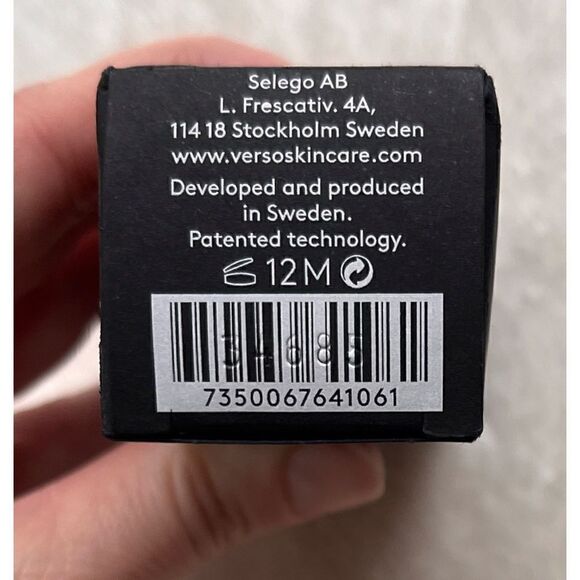 Selego AB
L. Frescativ. 4A,
114 18 Stockholm Sweden
www.versoskincare.com
Developed and produced
in Sweden.
Patented technology.
12M
34685
7350067641061